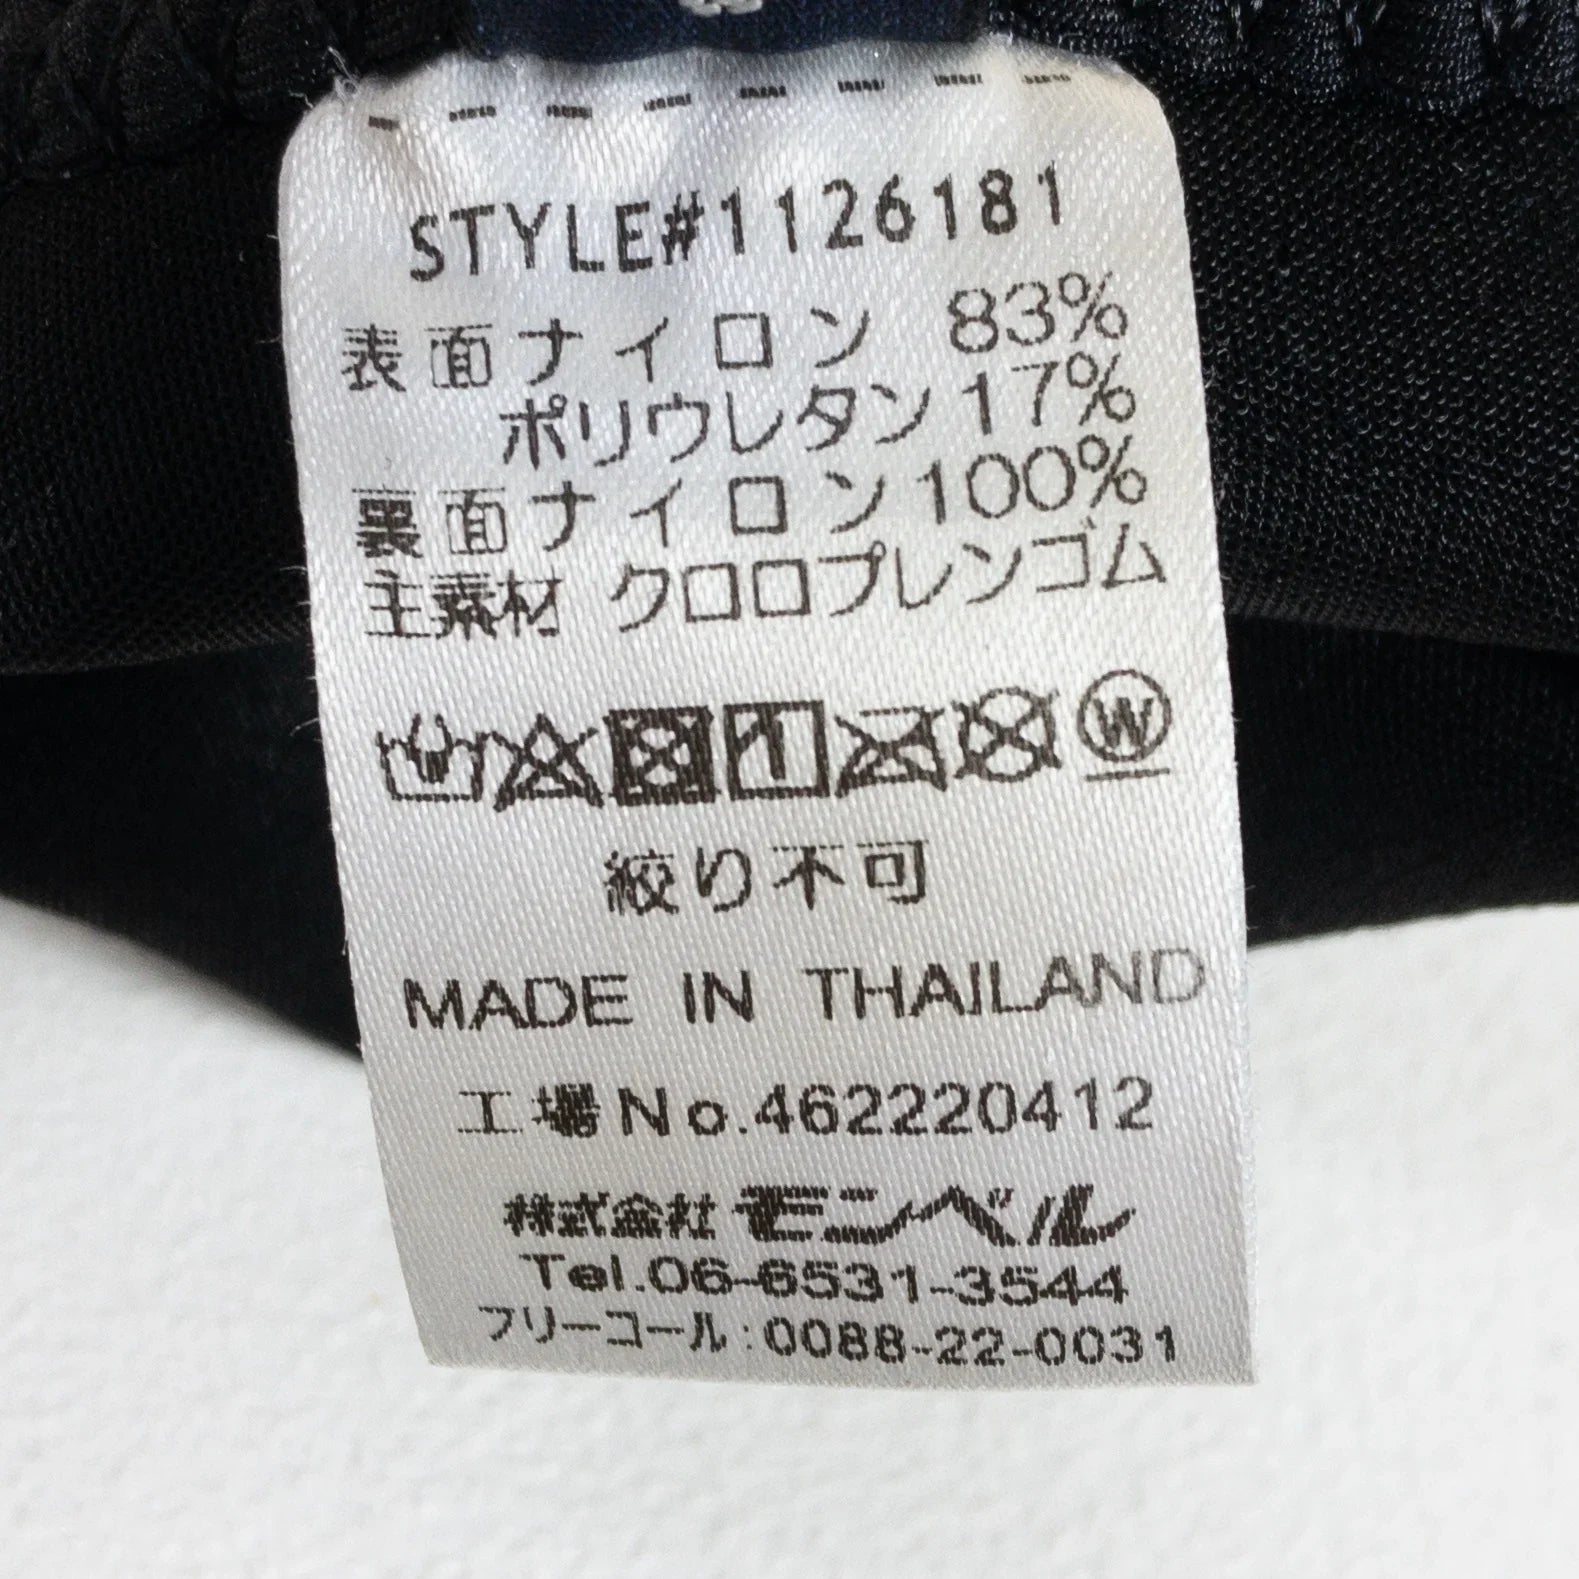 STYLE#1126181
表面ナイロン 83%
ポリウレタン17%
裏面ナイロン100%
主素材 クロロプレンゴム
W
絞り不可
MADE IN THAILAND
工場No.462220412
株式会社モンベル
Tel.06-6531-3544
フリーコール:0088-22-0031